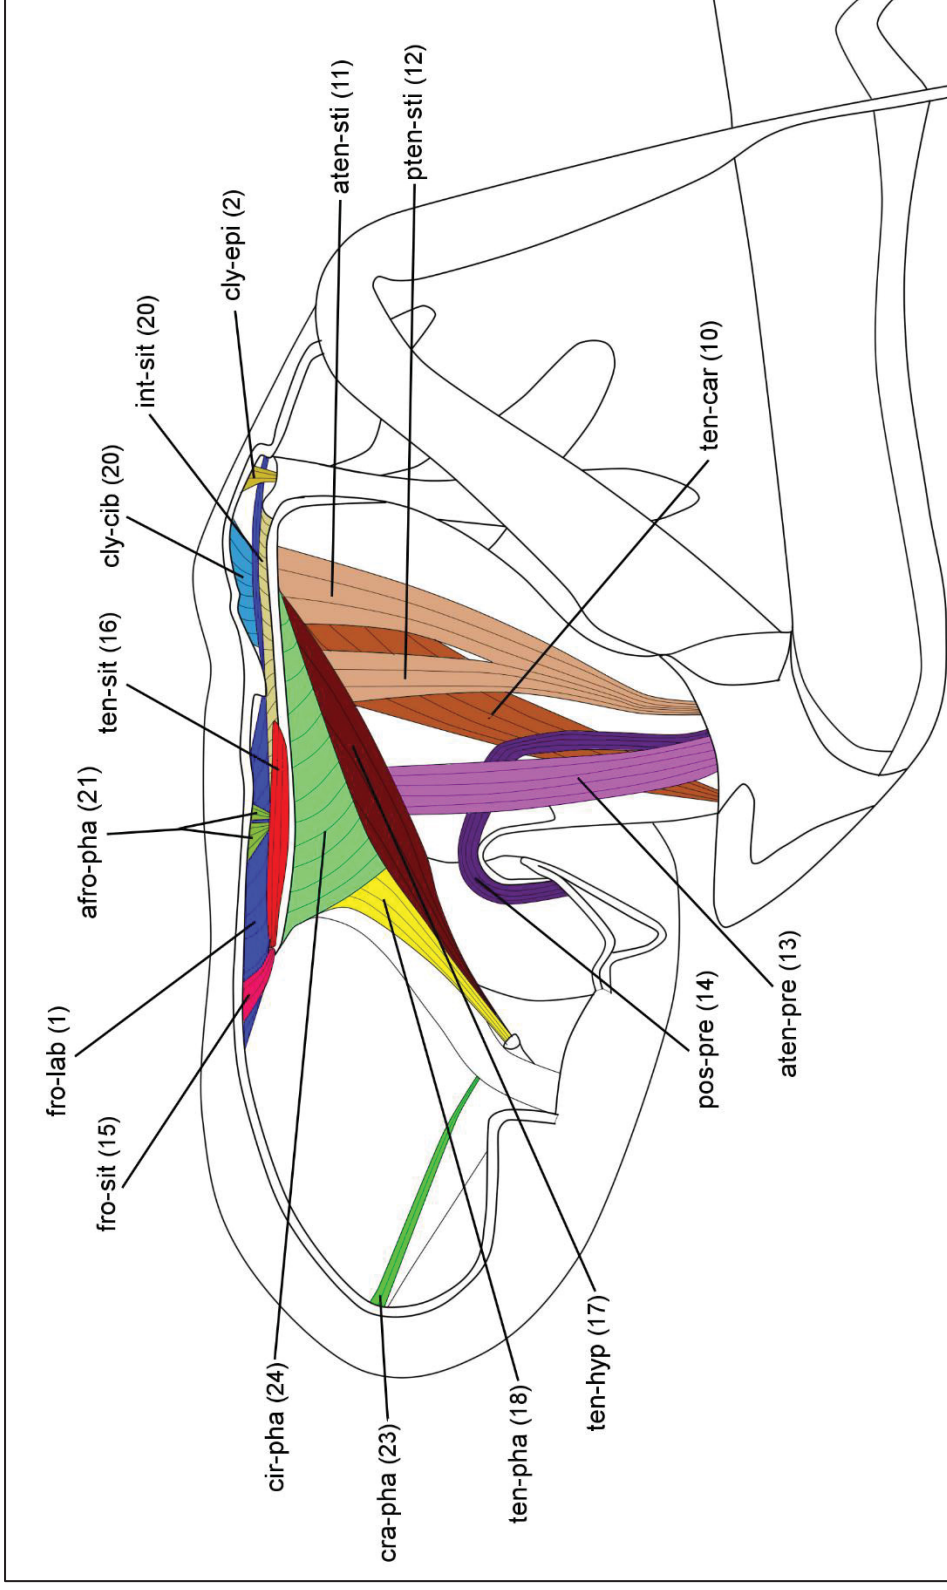 fro-sit (15)
fro-lab (1)
afro-pha (21)
ten-sit (16)
cly-cib (20)
int-sit (20)
cly-epi (2)
aten-sti (11)
pten-sti (12)
cir-pha (24)
cra-pha (23)
ten-pha (18)
ten-hyp (17)
pos-pre (14)
aten-pre (13)
ten-car (10)